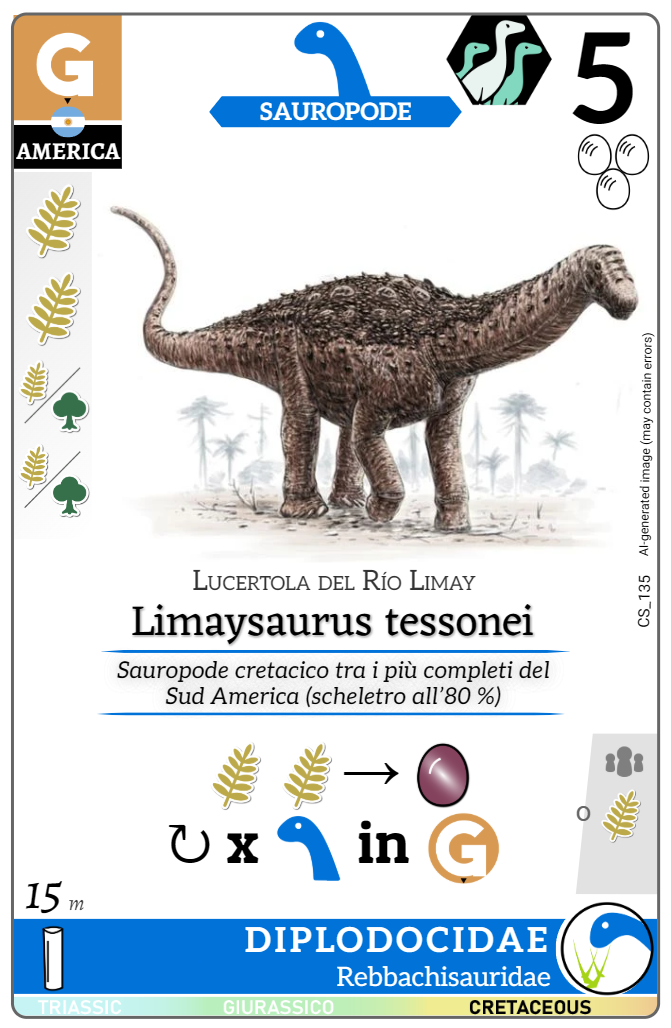 G
AMERICA
SAUROPODE
5
AI-generated image (may contain errors)
CS_135
Lucertola del Río Limay
Limaysaurus tessonei
Sauropode cretacico tra i più completi del
Sud America (scheletro all'80 %)
x in G
o
15 m
DIPLODOCIDAE
Rebbachisauridae
TRIASSIC GIURASSICO CRETACEOUS